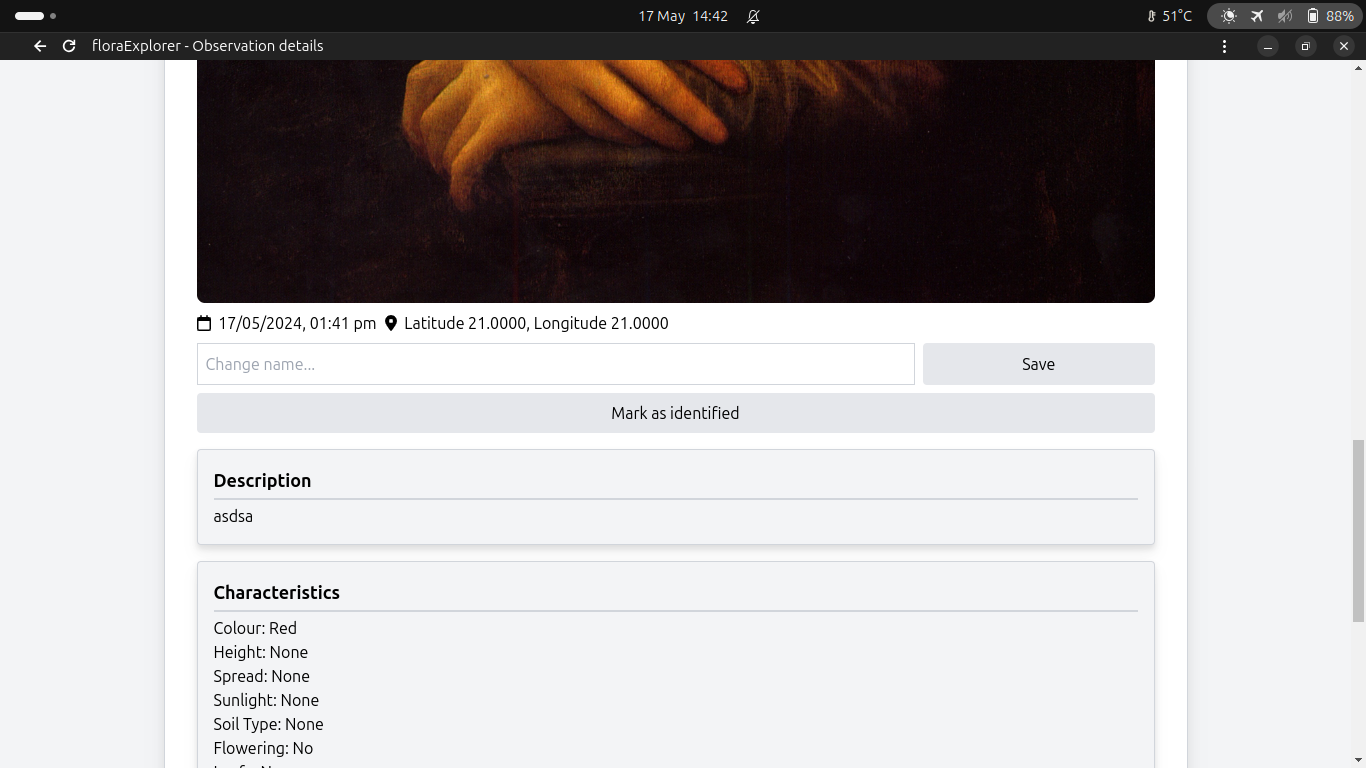 17 May 14:42
51°C
88%
floraExplorer - Observation details
17/05/2024, 01:41 pm Latitude 21.0000, Longitude 21.0000
Change name...
Save
Mark as identified
Description
asdsa
Characteristics
Colour: Red
Height: None
Spread: None
Sunlight: None
Soil Type: None
Flowering: No